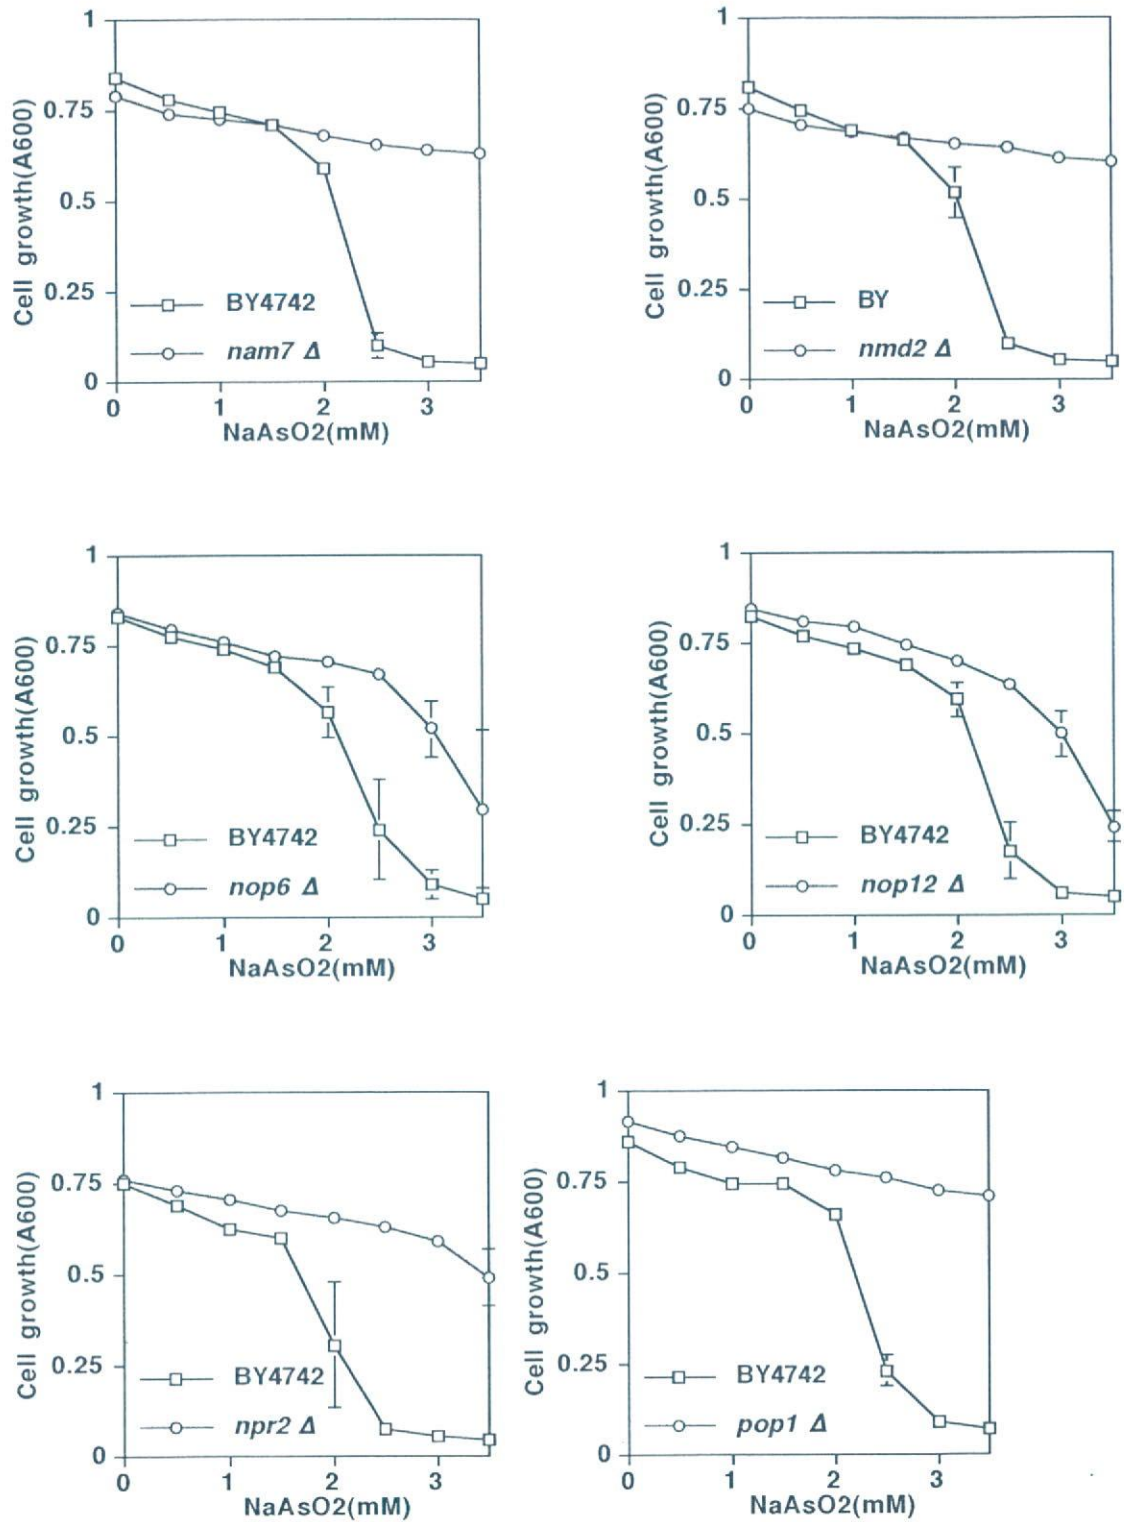 1
0.75
0.5
0.25
0
Cell growth(A600)
BY4742
nam7 Δ
0 1 2 3
NaAsO2(mM)
1
0.75
0.5
0.25
0
Cell growth(A600)
BY
nmd2 Δ
0 1 2 3
NaAsO2(mM)
1
0.75
0.5
0.25
0
Cell growth(A600)
BY4742
nop6 Δ
0 1 2 3
NaAsO2(mM)
1
0.75
0.5
0.25
0
Cell growth(A600)
BY4742
nop12 Δ
0 1 2 3
NaAsO2(mM)
1
0.75
0.5
0.25
0
Cell growth(A600)
BY4742
npr2 Δ
0 1 2 3
NaAsO2(mM)
1
0.75
0.5
0.25
0
Cell growth(A600)
BY4742
pop1 Δ
0 1 2 3
NaAsO2(mM)